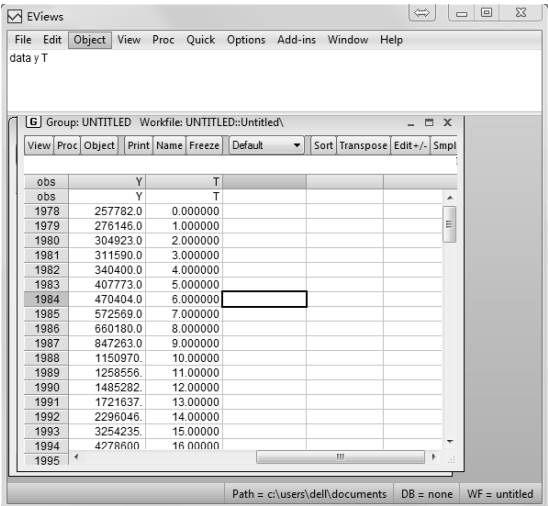 EViews
File Edit Object View Proc Quick Options Add-ins Window Help
data y T
G Group: UNTITLED Workfile: UNTITLED::Untitled\
View Proc Object Print Name Freeze Default Sort Transpose Edit+/- Smpl
obs Y T
obs Y T
1978 257782.0 0.000000
1979 276146.0 1.000000
1980 304923.0 2.000000
1981 311590.0 3.000000
1982 340400.0 4.000000
1983 407773.0 5.000000
1984 470404.0 6.000000
1985 572569.0 7.000000
1986 660180.0 8.000000
1987 847263.0 9.000000
1988 1150970. 10.00000
1989 1258556. 11.00000
1990 1485282. 12.00000
1991 1721637. 13.00000
1992 2296046. 14.00000
1993 3254235. 15.00000
1994 4278600. 16.00000
1995
Path = c:\users\dell\documents DB = none WF = untitled